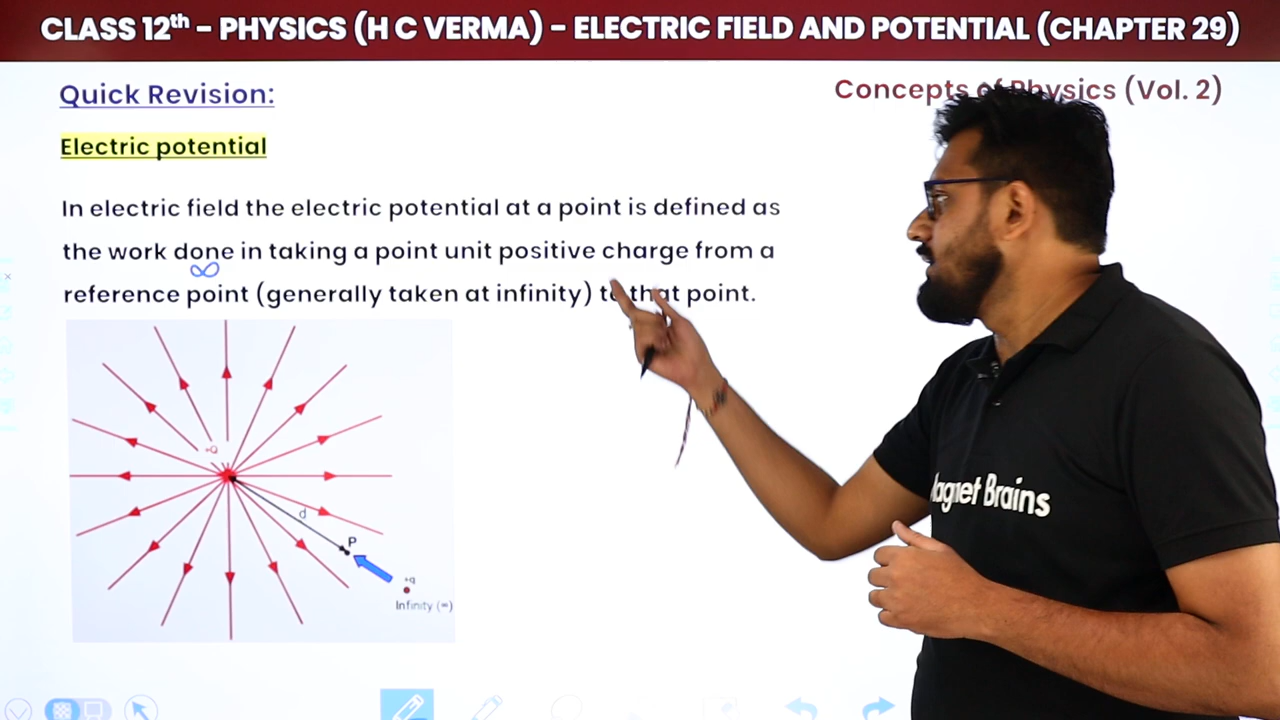 CLASS 12th – PHYSICS (H C VERMA) – ELECTRIC FIELD AND POTENTIAL (CHAPTER 29)
Quick Revision:
Concepts of Physics (Vol. 2)
Electric potential
In electric field the electric potential at a point is defined as
the work done in taking a point unit positive charge from a
∞
reference point (generally taken at infinity) to that point.
+Q
d
P
+q
Infinity (∞)
Magnet Brains